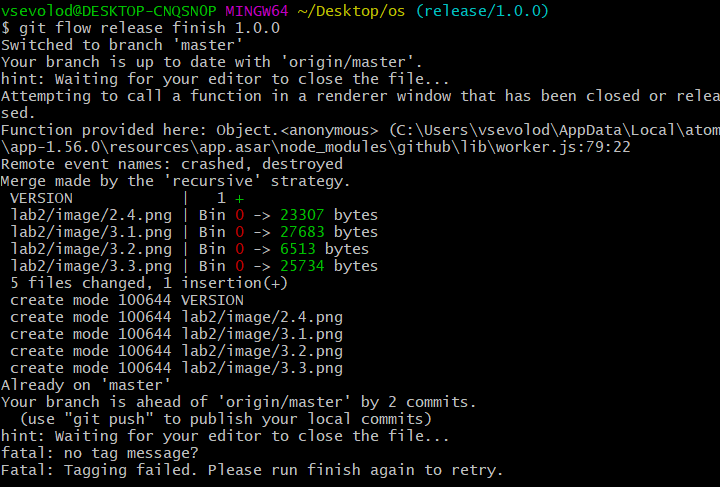 vsevolod@DESKTOP-CNQSN0P MINGW64 ~/Desktop/os (release/1.0.0)
$ git flow release finish 1.0.0
Switched to branch 'master'
Your branch is up to date with 'origin/master'.
hint: Waiting for your editor to close the file...
Attempting to call a function in a renderer window that has been closed or relea
sed.
Function provided here: Object.<anonymous> (C:\Users\vsevolod\AppData\Local\atom
\app-1.56.0\resources\app.asar\node_modules\github\lib\worker.js:79:22
Remote event names: crashed, destroyed
Merge made by the 'recursive' strategy.
 VERSION             |   1 +
 lab2/image/2.4.png | Bin 0 -> 23307 bytes
 lab2/image/3.1.png | Bin 0 -> 27683 bytes
 lab2/image/3.2.png | Bin 0 -> 6513 bytes
 lab2/image/3.3.png | Bin 0 -> 25734 bytes
 5 files changed, 1 insertion(+)
 create mode 100644 VERSION
 create mode 100644 lab2/image/2.4.png
 create mode 100644 lab2/image/3.1.png
 create mode 100644 lab2/image/3.2.png
 create mode 100644 lab2/image/3.3.png
Already on 'master'
Your branch is ahead of 'origin/master' by 2 commits.
  (use "git push" to publish your local commits)
hint: Waiting for your editor to close the file...
fatal: no tag message?
Fatal: Tagging failed. Please run finish again to retry.